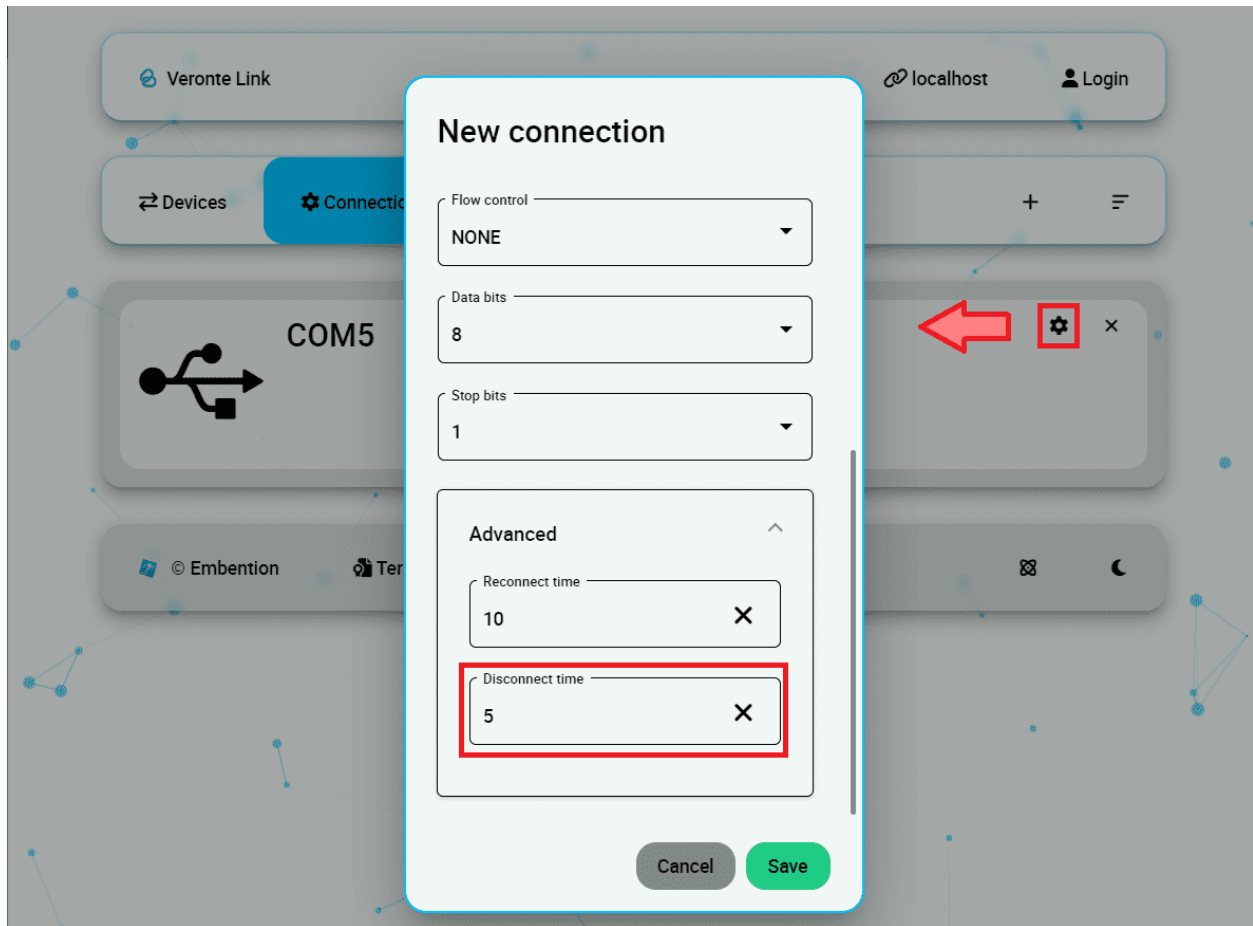 Veronte Link
localhost
Login
Devices
Connectio
COM5
© Embention
Ter
New connection
Flow control
NONE
Data bits
8
Stop bits
1
Advanced
Reconnect time
10
Disconnect time
5
Cancel
Save